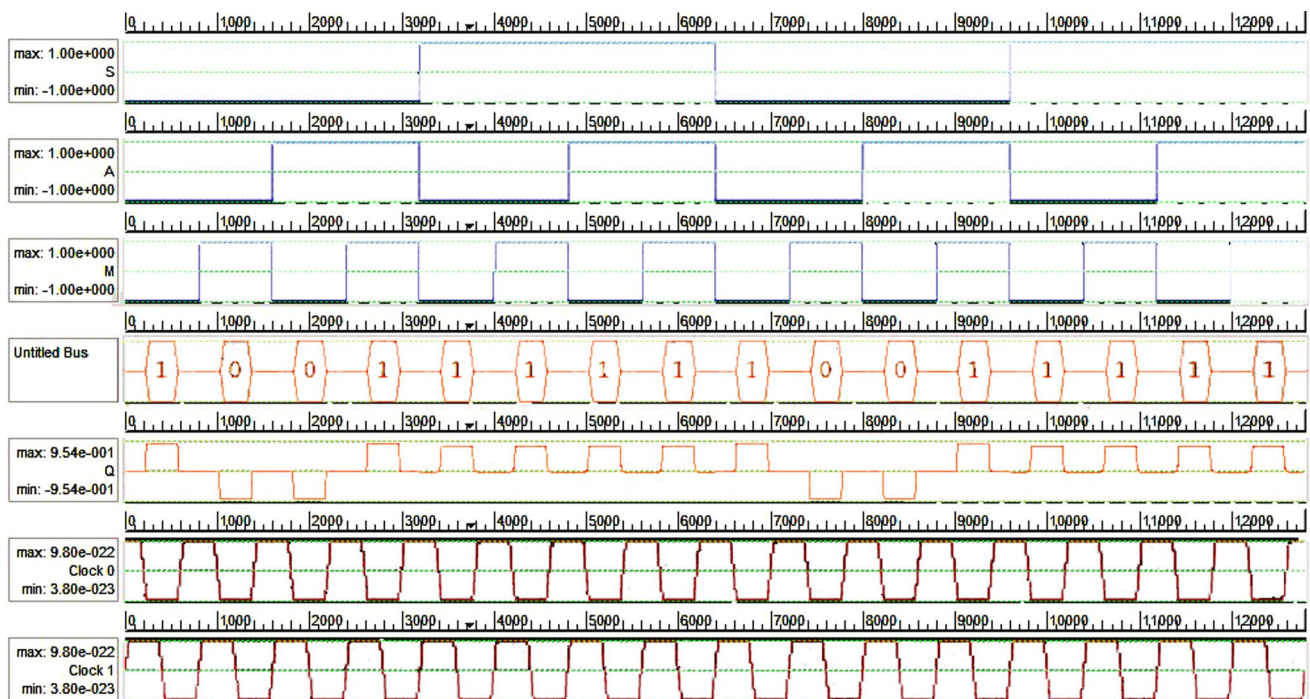 0 1000 2000 3000 4000 5000 6000 7000 8000 9000 10000 11000 12000
max: 1.00e+000
S
min: -1.00e+000
0 1000 2000 3000 4000 5000 6000 7000 8000 9000 10000 11000 12000
max: 1.00e+000
A
min: -1.00e+000
0 1000 2000 3000 4000 5000 6000 7000 8000 9000 10000 11000 12000
max: 1.00e+000
M
min: -1.00e+000
0 1000 2000 3000 4000 5000 6000 7000 8000 9000 10000 11000 12000
Untitled Bus
1 0 0 1 1 1 1 1 1 0 0 1 1 1 1 1
0 1000 2000 3000 4000 5000 6000 7000 8000 9000 10000 11000 12000
max: 9.54e-001
Q
min: -9.54e-001
0 1000 2000 3000 4000 5000 6000 7000 8000 9000 10000 11000 12000
max: 9.80e-022
Clock 0
min: 3.80e-023
0 1000 2000 3000 4000 5000 6000 7000 8000 9000 10000 11000 12000
max: 9.80e-022
Clock 1
min: 3.80e-023